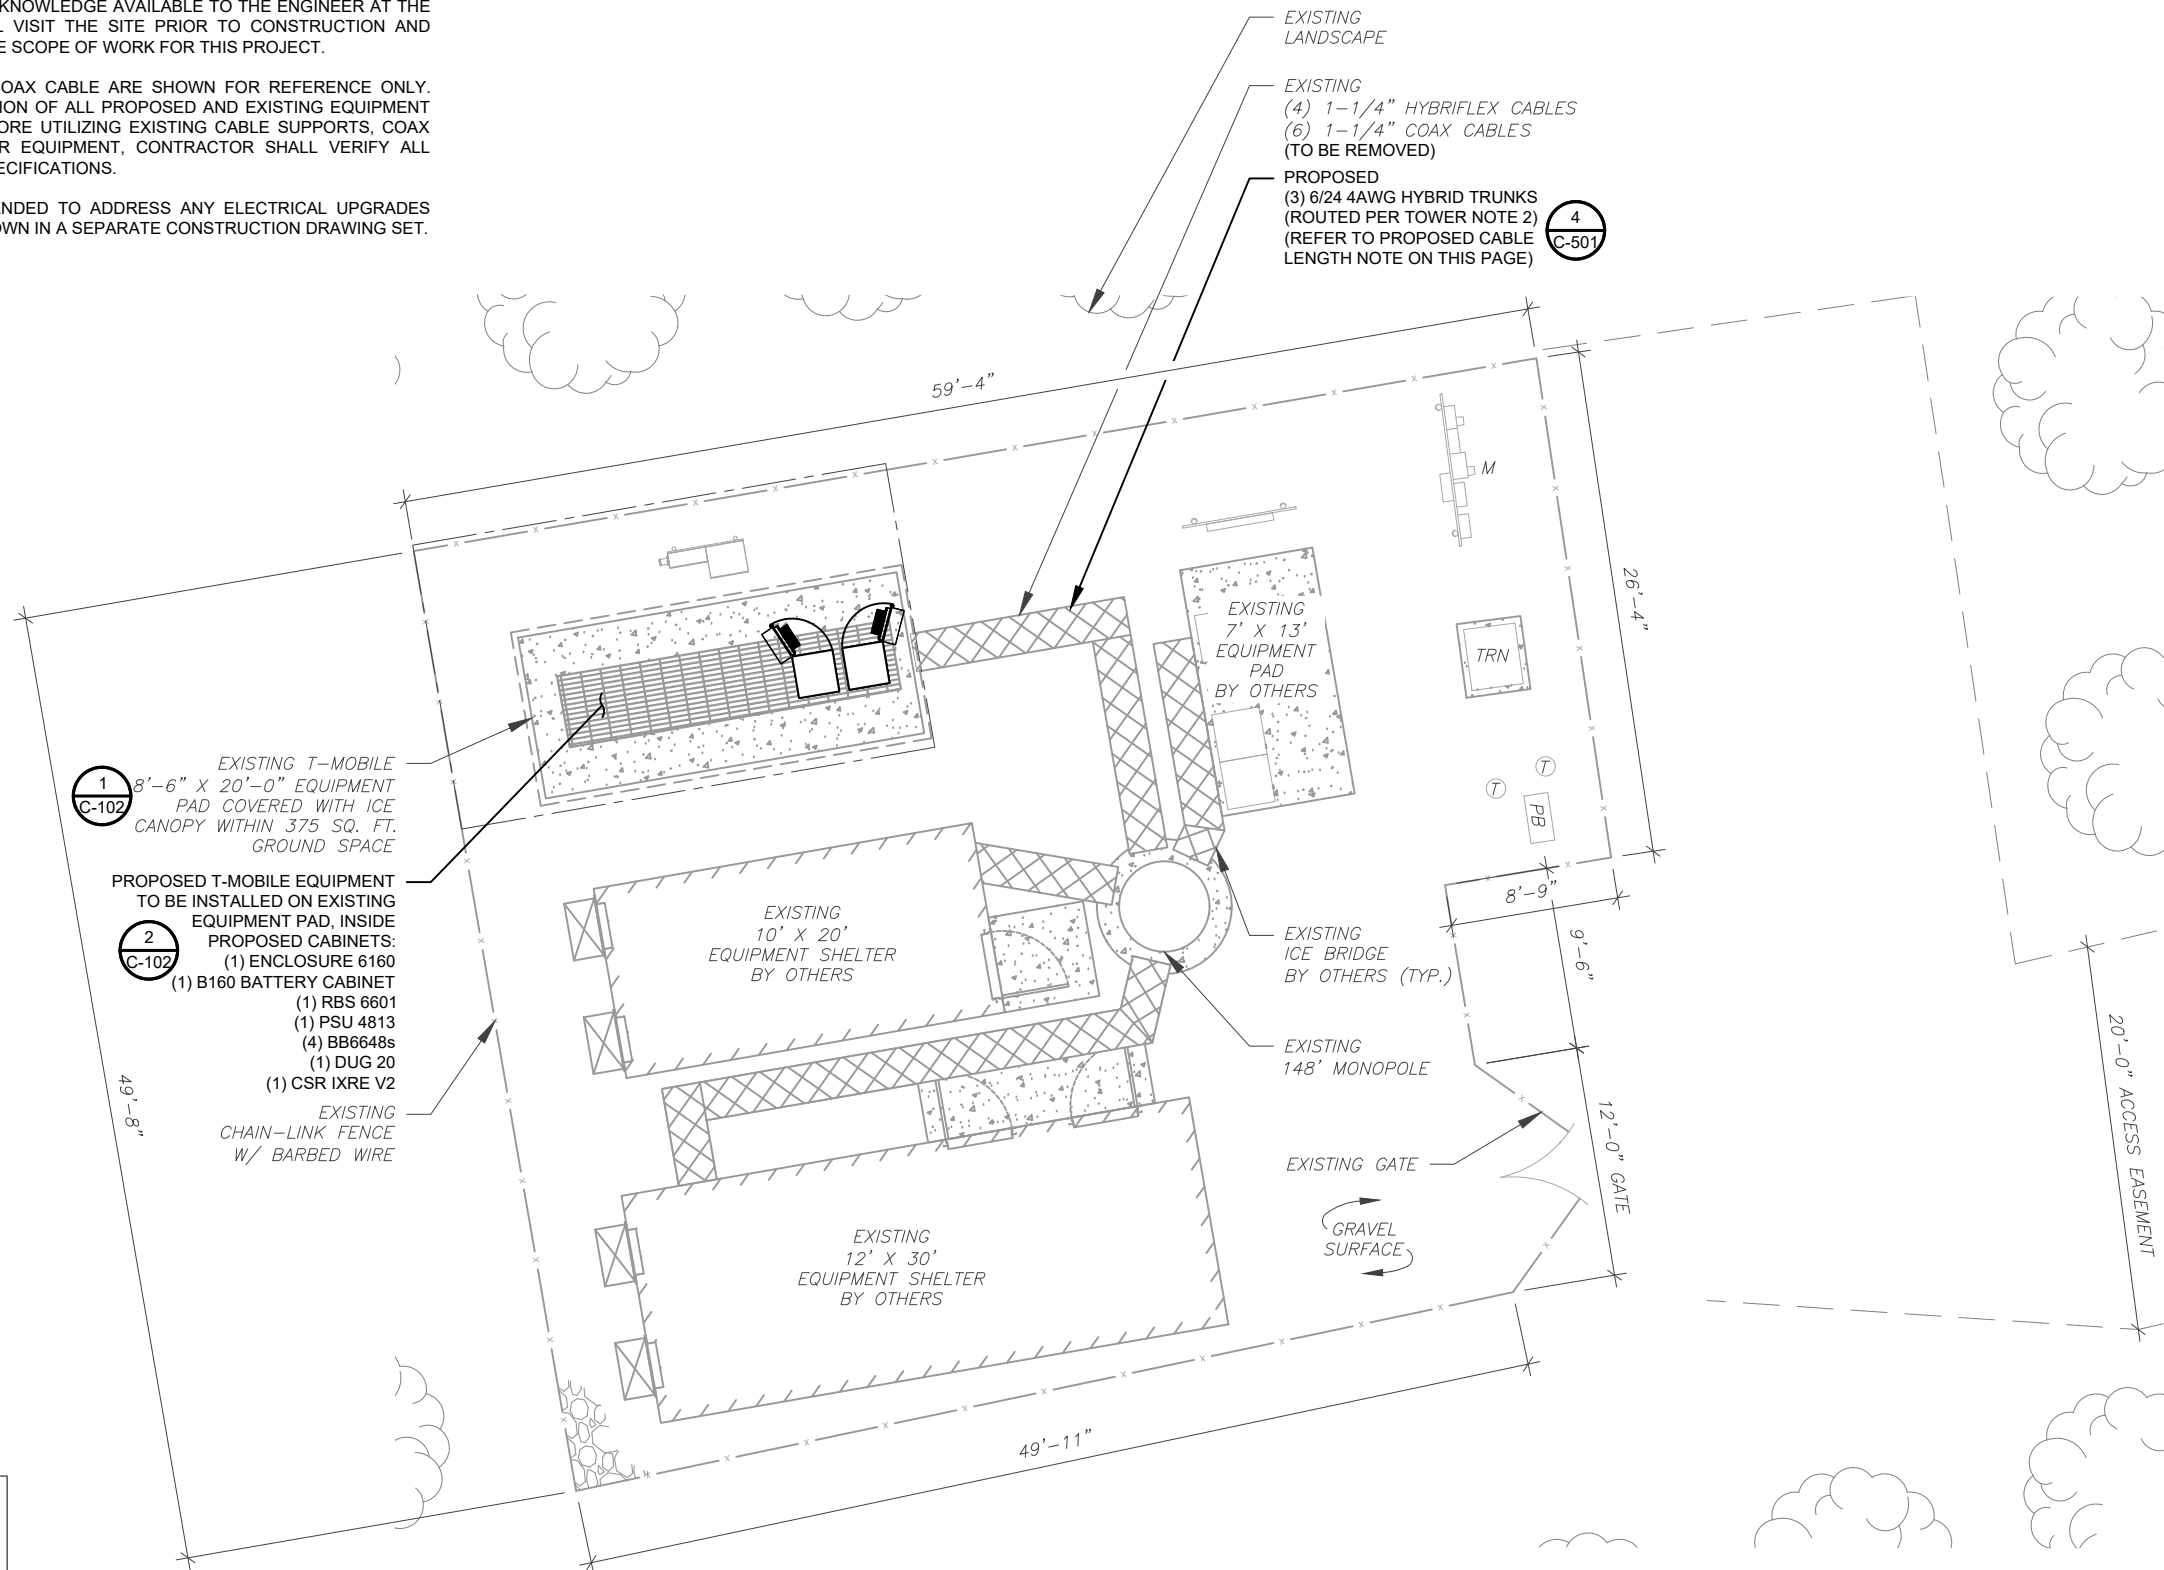 KNOWLEDGE AVAILABLE TO THE ENGINEER AT THE
VISIT THE SITE PRIOR TO CONSTRUCTION AND
SCOPE OF WORK FOR THIS PROJECT.
COAX CABLE ARE SHOWN FOR REFERENCE ONLY.
OF ALL PROPOSED AND EXISTING EQUIPMENT
UTILIZING EXISTING CABLE SUPPORTS, COAX
EQUIPMENT, CONTRACTOR SHALL VERIFY ALL
TO ADDRESS ANY ELECTRICAL UPGRADES
IN A SEPARATE CONSTRUCTION DRAWING SET.
EXISTING
LANDSCAPE
EXISTING
(4) 1-1/4" HYBRIFLEX CABLES
(6) 1-1/4" COAX CABLES
(TO BE REMOVED)
PROPOSED
(3) 6/24 4AWG HYBRID TRUNKS
(ROUTED PER TOWER NOTE 2)
(REFER TO PROPOSED CABLE
LENGTH NOTE ON THIS PAGE)
4
C-501
59'-4"
M
26'-4"
EXISTING
7' X 13'
EQUIPMENT
PAD
BY OTHERS
TRN
T
T
PB
1
C-102
EXISTING T-MOBILE
8'-6" X 20'-0" EQUIPMENT
PAD COVERED WITH ICE
CANOPY WITHIN 375 SQ. FT.
GROUND SPACE
2
C-102
PROPOSED T-MOBILE EQUIPMENT
TO BE INSTALLED ON EXISTING
EQUIPMENT PAD, INSIDE
PROPOSED CABINETS:
(1) ENCLOSURE 6160
(1) B160 BATTERY CABINET
(1) RBS 6601
(1) PSU 4813
(4) BB6648s
(1) DUG 20
(1) CSR IXRE V2
EXISTING
CHAIN-LINK FENCE
W/ BARBED WIRE
49'-8"
EXISTING
10' X 20'
EQUIPMENT SHELTER
BY OTHERS
8'-9"
9'-6"
EXISTING
ICE BRIDGE
BY OTHERS (TYP.)
EXISTING
148' MONOPOLE
EXISTING GATE
12'-0" GATE
20'-0" ACCESS EASEMENT
GRAVEL
SURFACE
EXISTING
12' X 30'
EQUIPMENT SHELTER
BY OTHERS
49'-11"